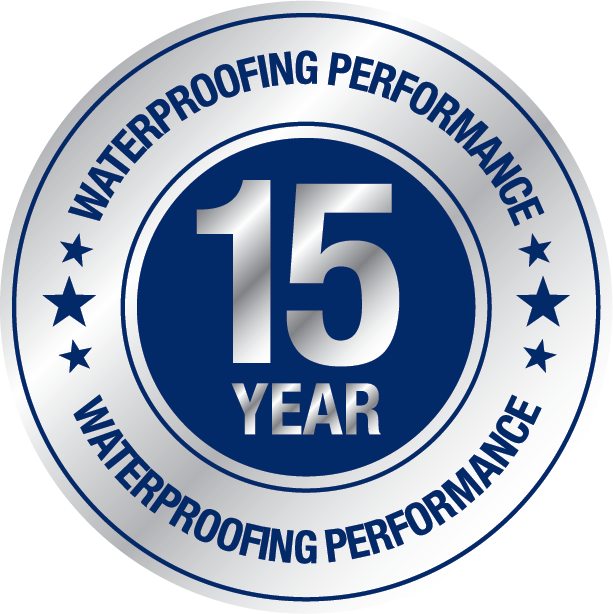 WATERPROOFING PERFORMANCE
15
YEAR
WATERPROOFING PERFORMANCE